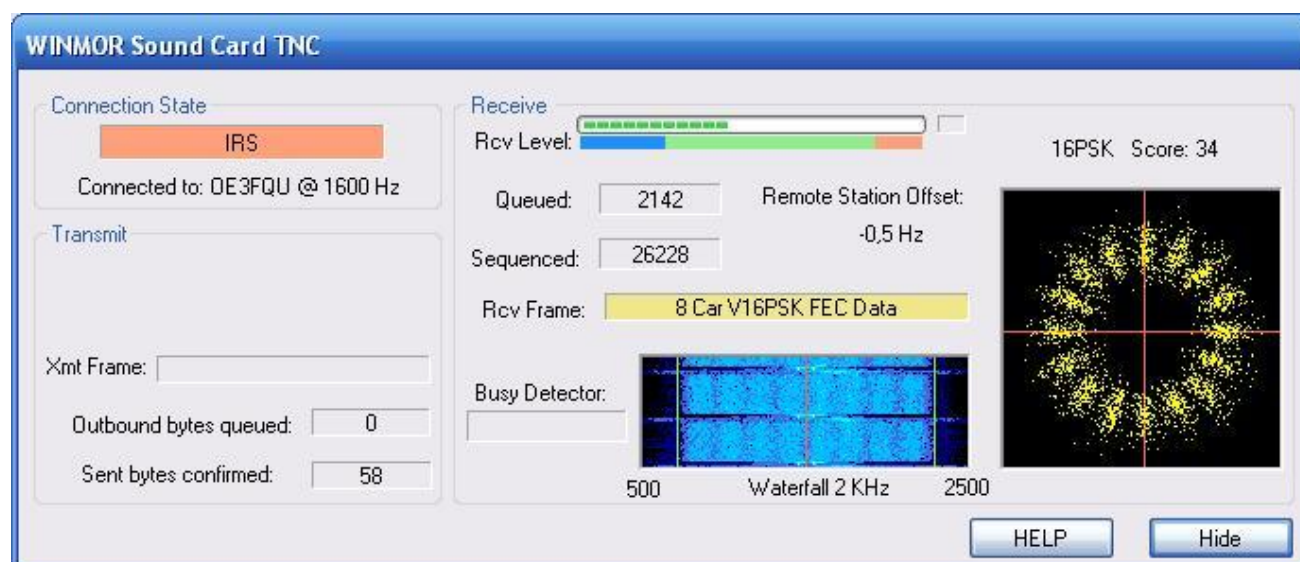 WINMOR Sound Card TNC
Connection State
IRS
Connected to: OE3FQU @ 1600 Hz
Transmit
Xmt Frame:
Outbound bytes queued: 0
Sent bytes confirmed: 58
Receive
Rcv Level:
Queued: 2142
Remote Station Offset:
-0,5 Hz
Sequenced: 26228
Rcv Frame: 8 Car V16PSK FEC Data
Busy Detector:
500 Waterfall 2 KHz 2500
16PSK Score: 34
HELP Hide